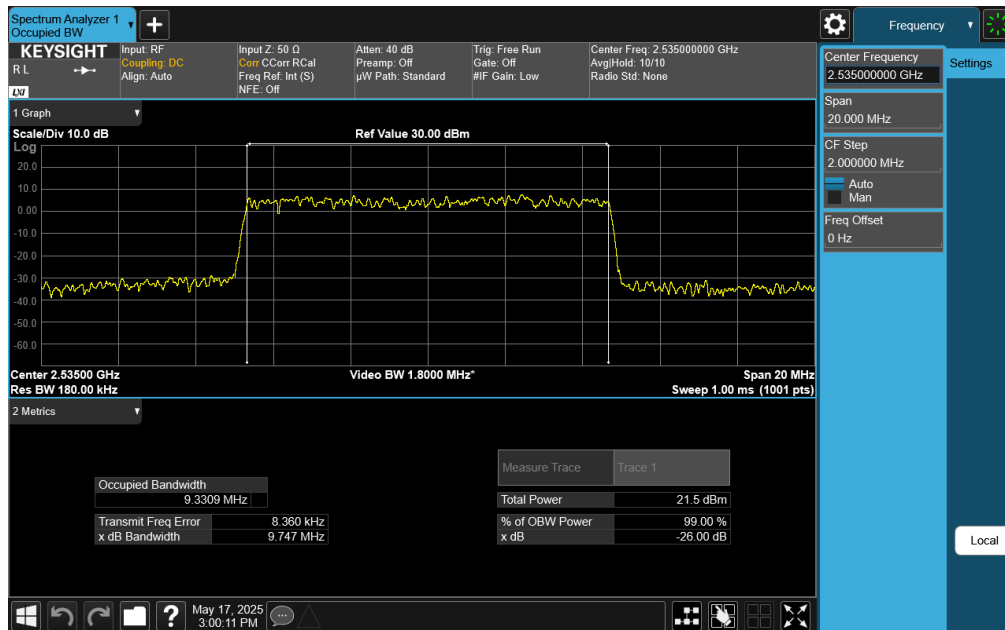 Spectrum Analyzer 1
Occupied BW
Frequency
KEYSIGHT
R L
LXI
Input: RF
Coupling: DC
Align: Auto
Input Z: 50 Ω
Corr CCorr RCal
Freq Ref: Int (S)
NFE: Off
Atten: 40 dB
Preamp: Off
µW Path: Standard
Trig: Free Run
Gate: Off
#IF Gain: Low
Center Freq: 2.535000000 GHz
Avg|Hold: 10/10
Radio Std: None
Center Frequency
2.535000000 GHz
Settings
Span
20.000 MHz
CF Step
2.000000 MHz
Auto
Man
Freq Offset
0 Hz
1 Graph
Scale/Div 10.0 dB
Ref Value 30.00 dBm
Log
20.0
10.0
0.00
-10.0
-20.0
-30.0
-40.0
-50.0
-60.0
Center 2.53500 GHz
Video BW 1.8000 MHz*
Span 20 MHz
Res BW 180.00 kHz
Sweep 1.00 ms (1001 pts)
2 Metrics
Measure Trace
Trace 1
Occupied Bandwidth
9.3309 MHz
Total Power
21.5 dBm
Transmit Freq Error
8.360 kHz
% of OBW Power
99.00 %
x dB Bandwidth
9.747 MHz
x dB
-26.00 dB
Local
?
May 17, 2025
3:00:11 PM